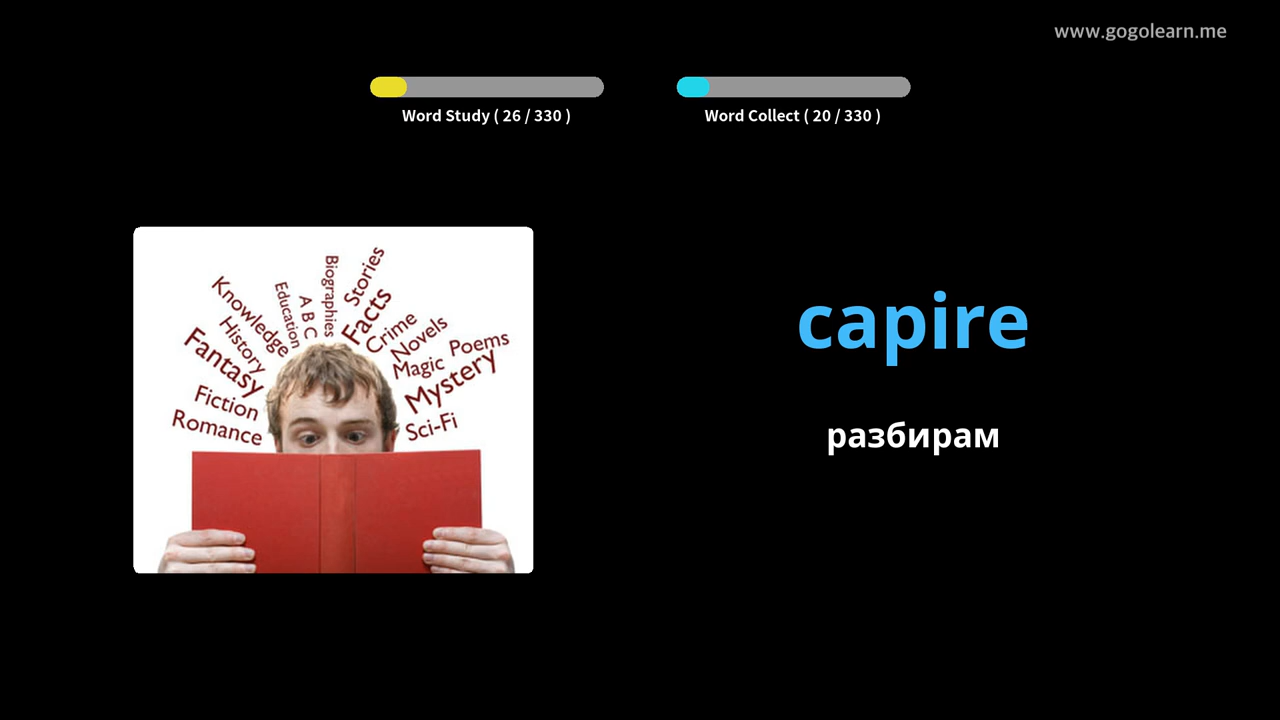 www.gogolearn.me
Word Study ( 26 / 330 )
Word Collect ( 20 / 330 )
Biographies
Stories
Education
A B C
Facts
Knowledge
Crime
History
Novels
Poems
Fantasy
Magic
Mystery
Fiction
Sci-Fi
Romance
capire
разбирам